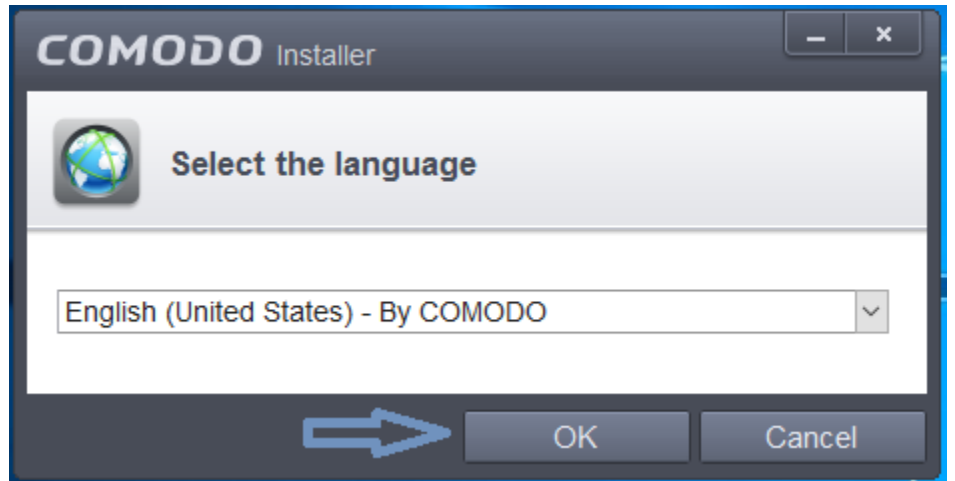 COMODO Installer
Select the language
English (United States) - By COMODO
OK Cancel